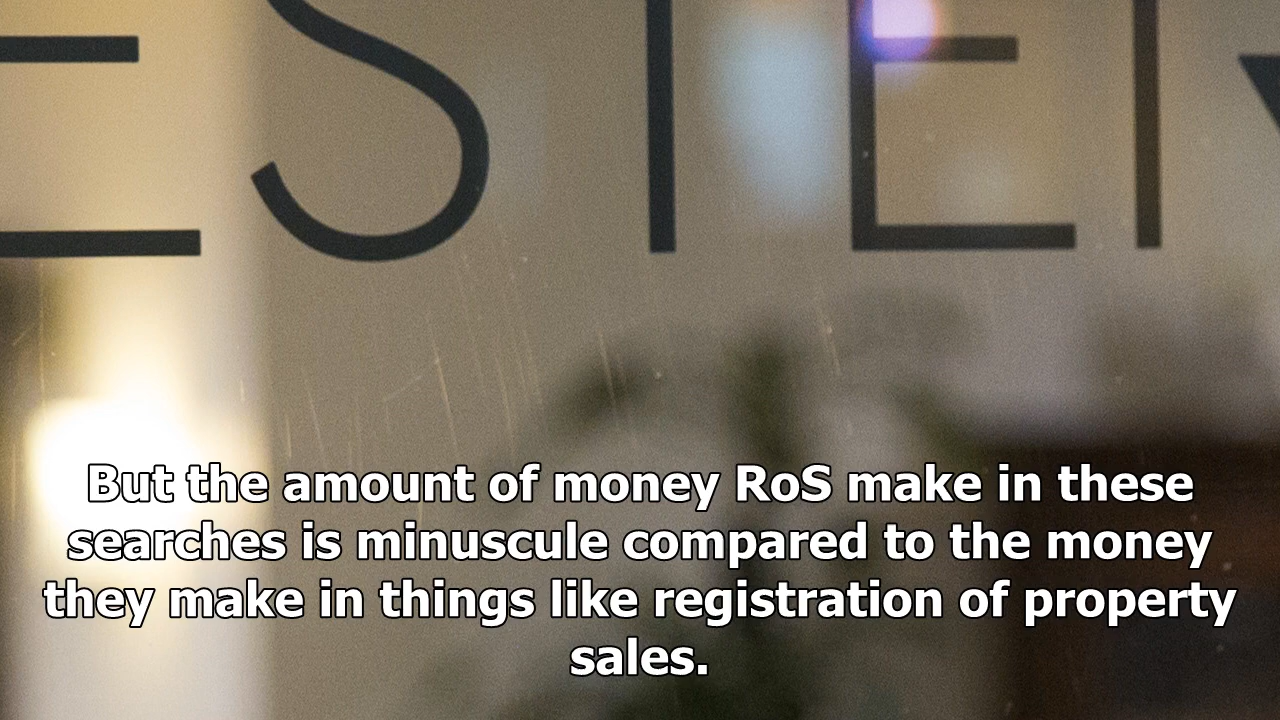 ESTER
But the amount of money RoS make in these
searches is minuscule compared to the money
they make in things like registration of property
sales.